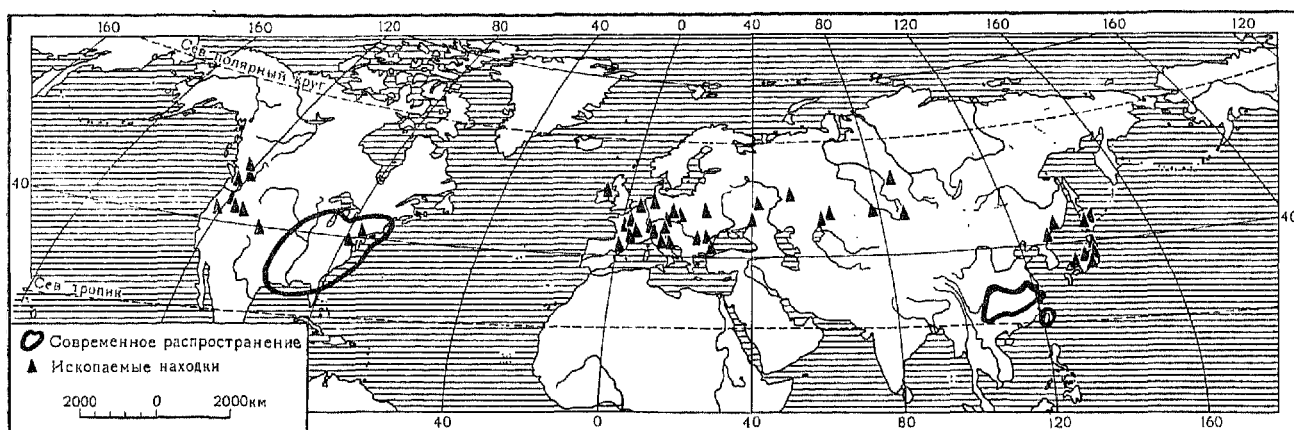 160 160 120 40 0 40 80 120 160 160 120
Сев полярный круг
40
40
Сев тропик
Современное распространение
Ископаемые находки
2000 0 2000км
40 0 40 80 120 160